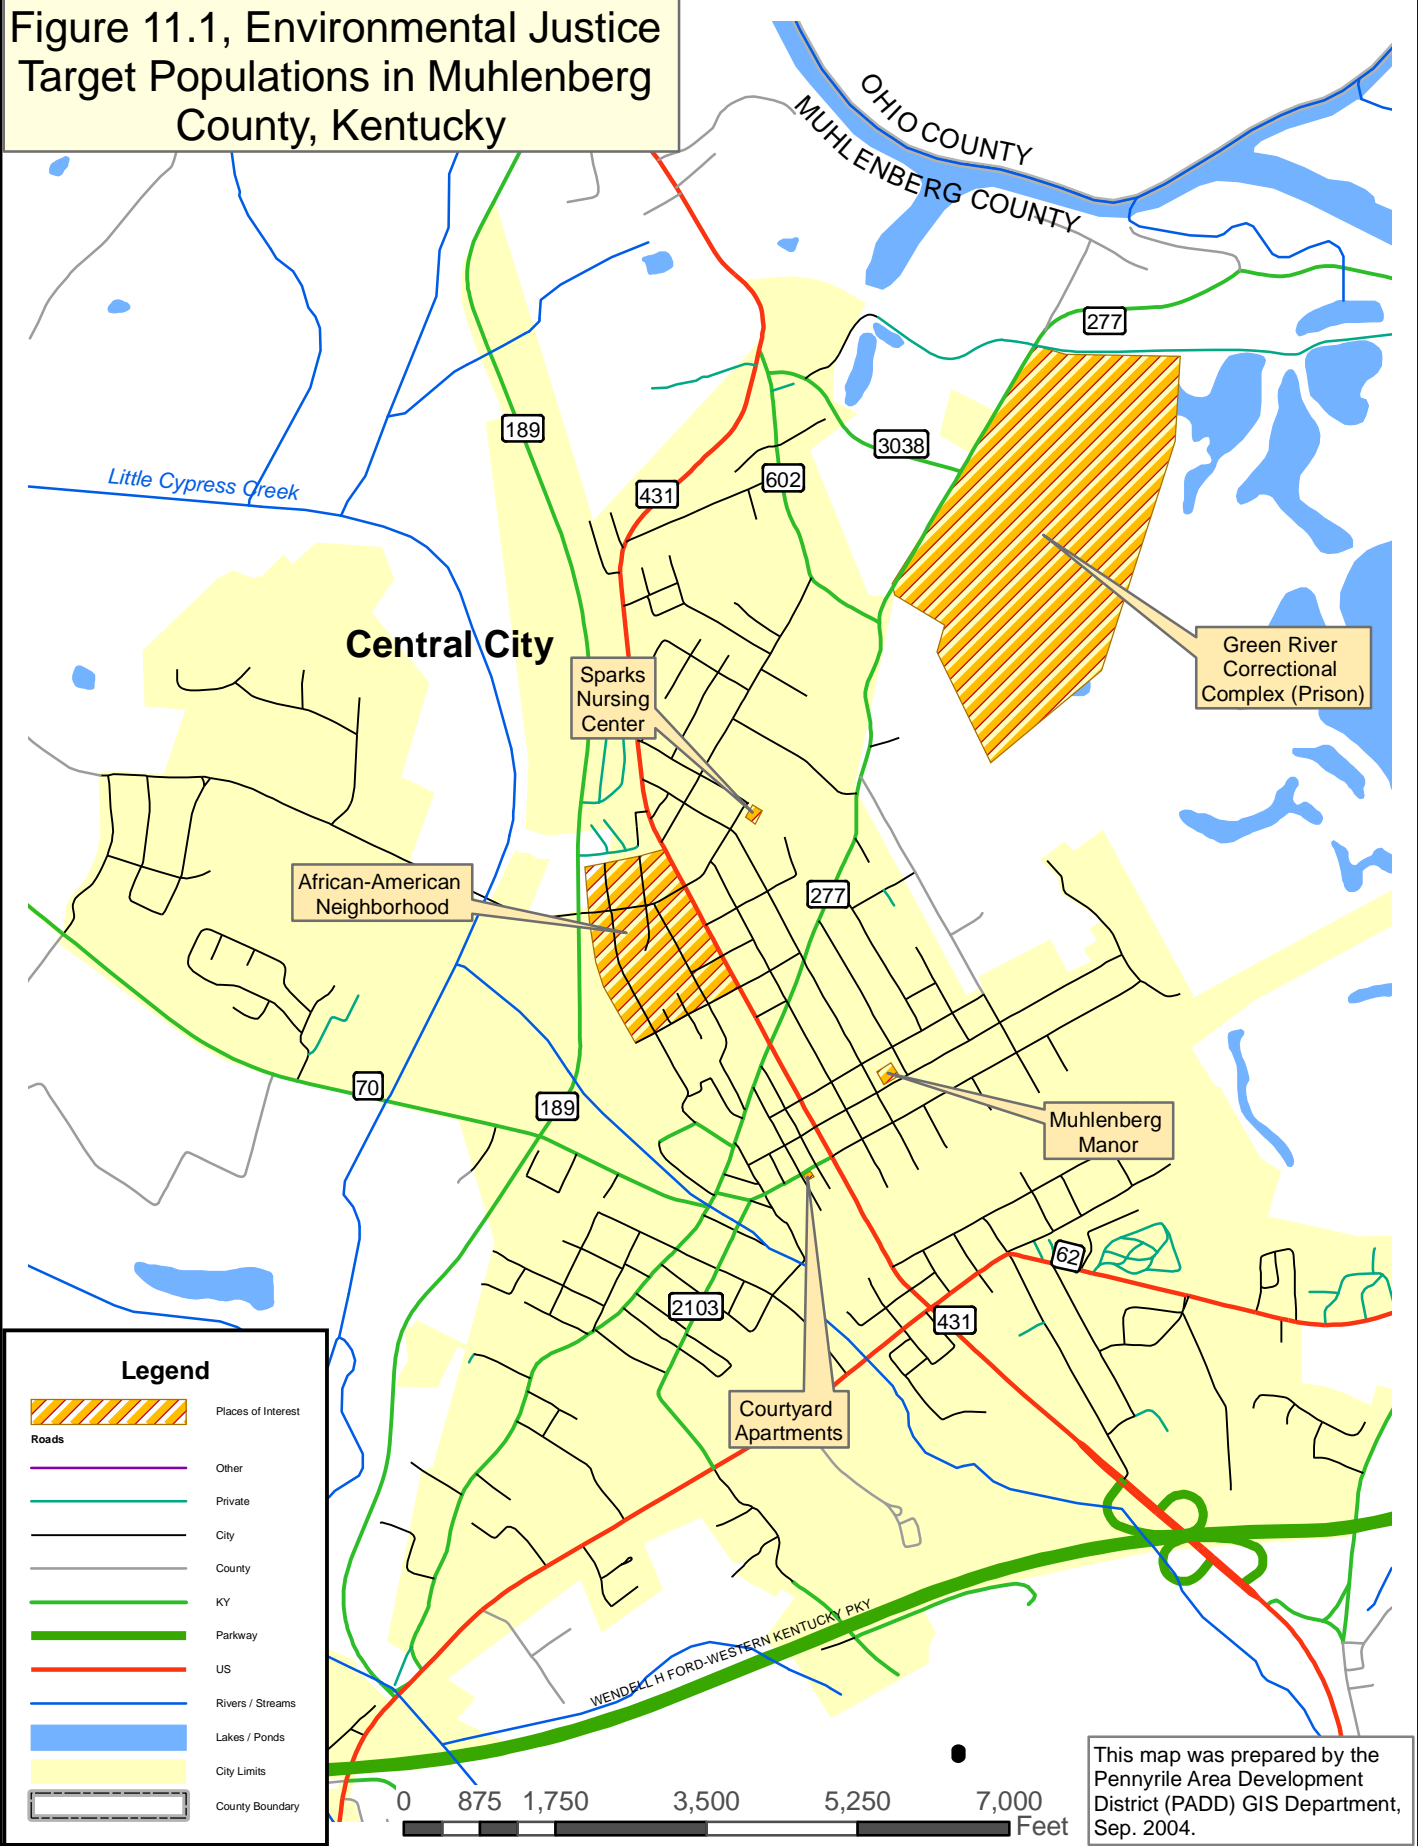 Figure 11.1, Environmental Justice
Target Populations in Muhlenberg
County, Kentucky
OHIO COUNTY
MUHLENBERG COUNTY
277
189
3038
602
431
Little Cypress Creek
Central City
Sparks
Nursing
Center
Green River
Correctional
Complex (Prison)
African-American
Neighborhood
277
70
189
Muhlenberg
Manor
62
2103
431
Courtyard
Apartments
WENDELL H FORD-WESTERN KENTUCKY PKY
Legend
Places of Interest
Roads
Other
Private
City
County
KY
Parkway
US
Rivers / Streams
Lakes / Ponds
City Limits
County Boundary
0 875 1,750 3,500 5,250 7,000
Feet
This map was prepared by the
Pennyrile Area Development
District (PADD) GIS Department,
Sep. 2004.